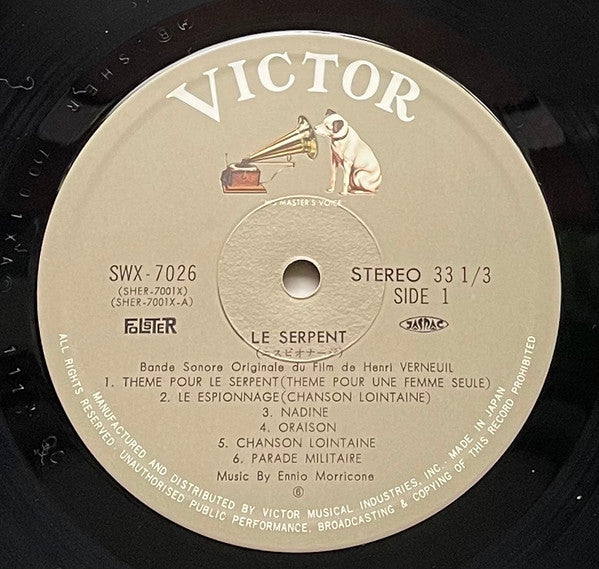 VICTOR
"HIS MASTER'S VOICE"
SWX-7026
(SHER-7001X)
(SHER-7001X-A)
FOLSTER
STEREO 33 1/3
SIDE 1
JASRAC
LE SERPENT
(エスピオナージ)
Bande Sonore Originale du Film de Henri VERNEUIL
1. THEME POUR LE SERPENT(THEME POUR UNE FEMME SEULE)
2. LE ESPIONNAGE(CHANSON LOINTAINE)
3. NADINE
4. ORAISON
5. CHANSON LOINTAINE
6. PARADE MILITAIRE
Music By Ennio Morricone
⑥
ALL RIGHTS RESERVED. UNAUTHORISED PUBLIC PERFORMANCE, BROADCASTING & COPYING OF THIS RECORD PROHIBITED
MANUFACTURED AND DISTRIBUTED BY VICTOR MUSICAL INDUSTRIES, INC. MADE IN JAPAN